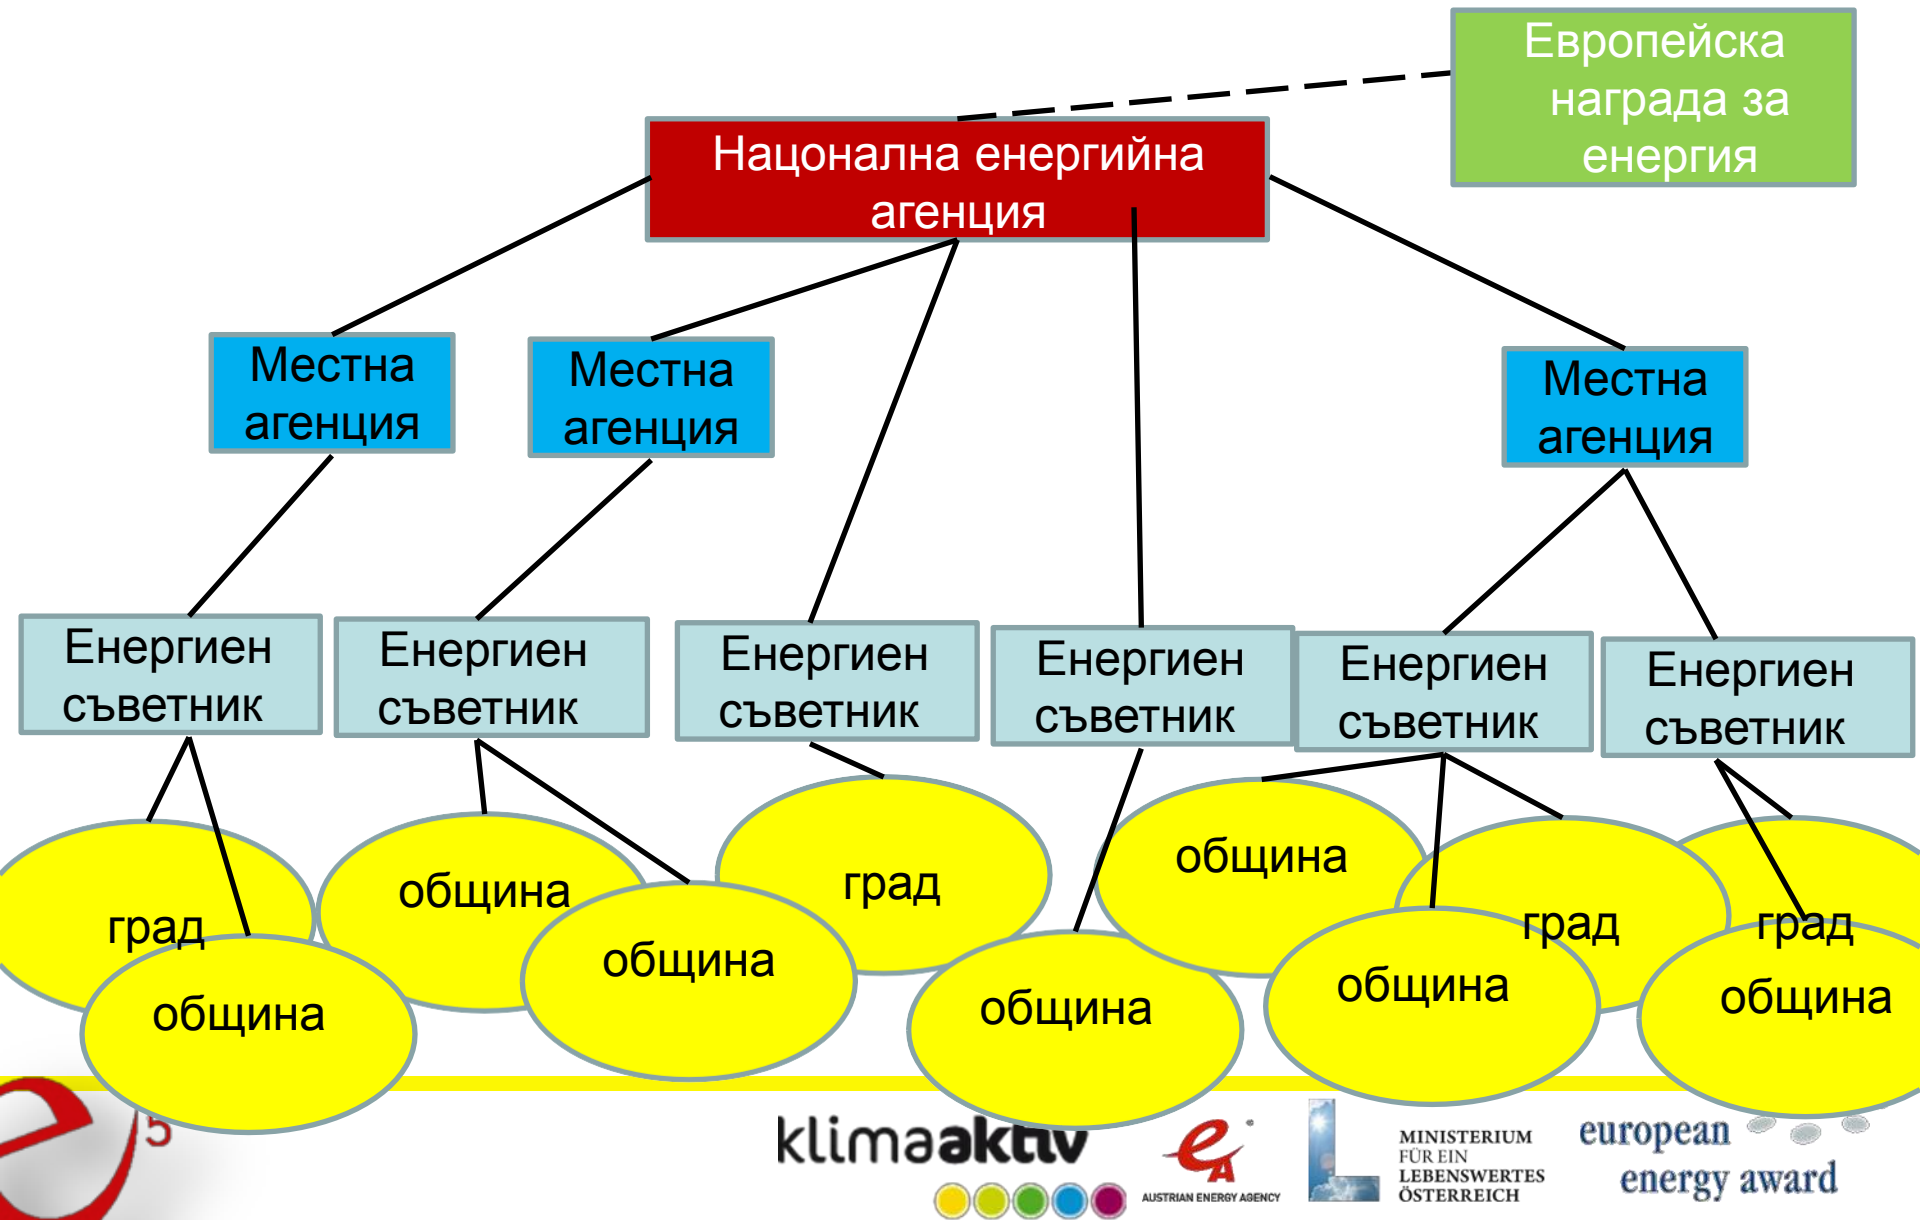 Европейска
награда за
енергия
Нацонална енергийна
агенция
Местна
агенция
Местна
агенция
Местна
агенция
Енергиен
съветник
Енергиен
съветник
Енергиен
съветник
Енергиен
съветник
Енергиен
съветник
Енергиен
съветник
град
община
община
община
град
община
община
община
град
град
община
e5
klimaaktiv
AUSTRIAN ENERGY AGENCY
MINISTERIUM
FÜR EIN
LEBENSWERTES
ÖSTERREICH
european
energy award